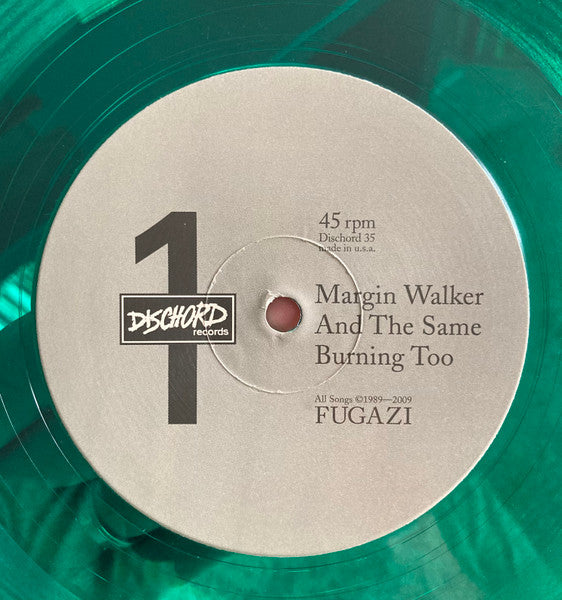 1
DISCHORD
records
45 rpm
Dischord 35
made in u.s.a.
Margin Walker
And The Same
Burning Too
All Songs ©1989—2009
FUGAZI